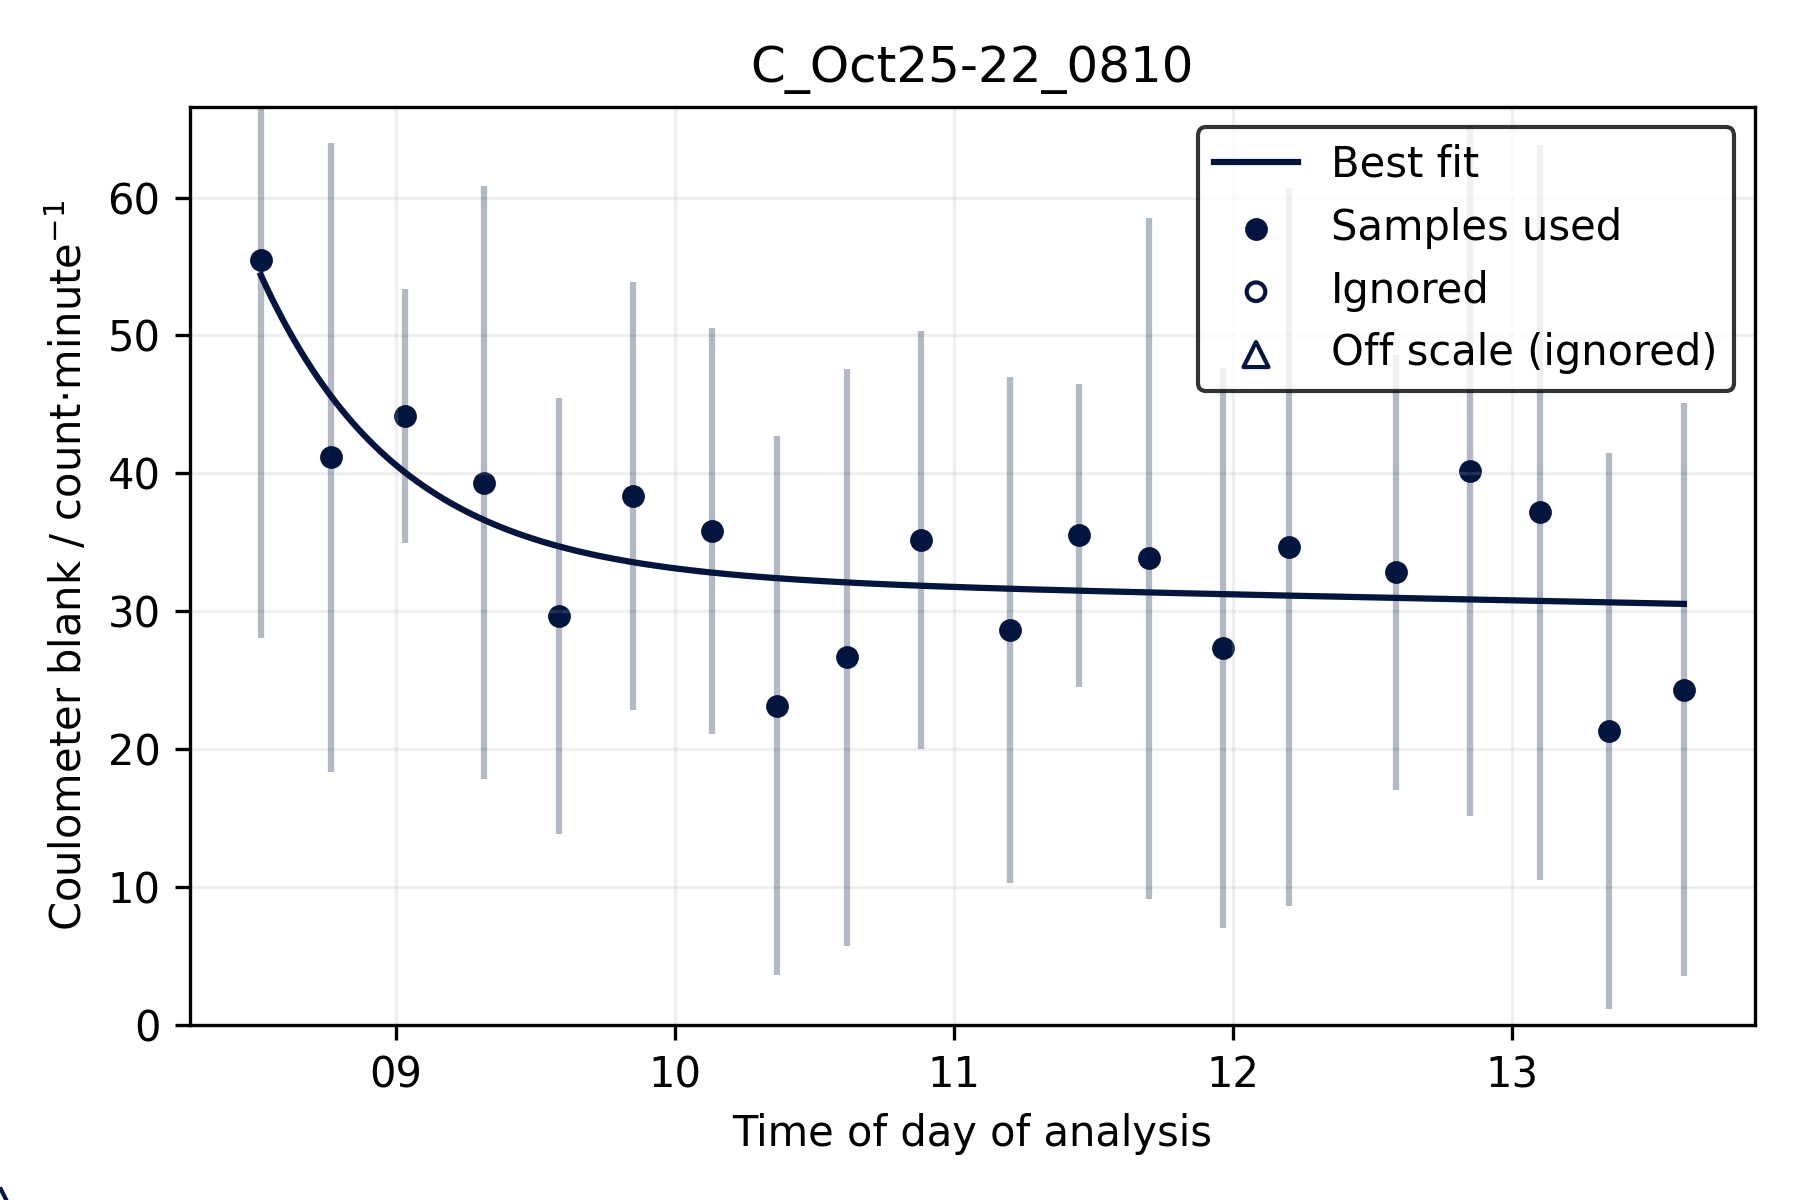 C_Oct25-22_0810
Best fit
Samples used
Ignored
Off scale (ignored)
Coulometer blank / count·minute⁻¹
60
50
40
30
20
10
0
09 10 11 12 13
Time of day of analysis